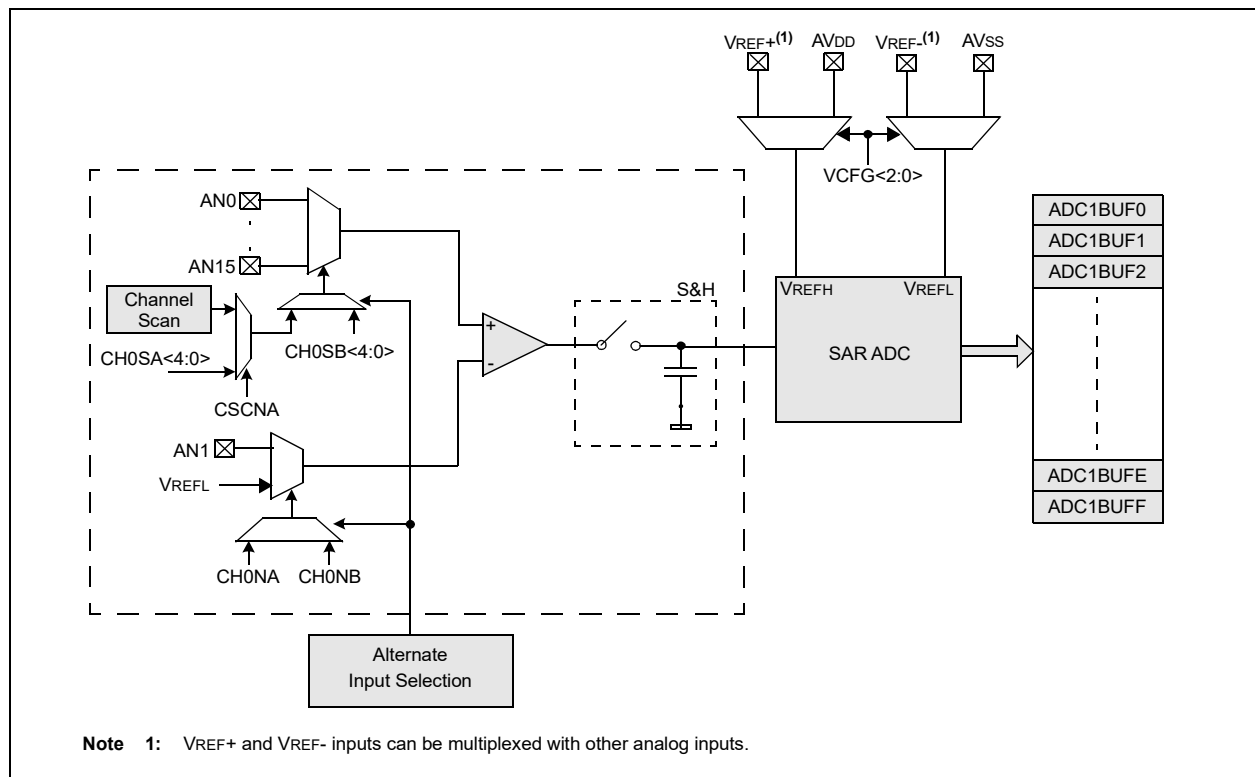 VREF+(1) AVDD VREF-(1) AVSS
VCFG<2:0>
AN0
AN15
Channel
Scan
CH0SA<4:0>
CH0SB<4:0>
CSCNA
AN1
VREFL
CH0NA CH0NB
+
-
S&H
VREFH VREFL
SAR ADC
ADC1BUF0
ADC1BUF1
ADC1BUF2
ADC1BUFE
ADC1BUFF
Alternate
Input Selection
Note 1: VREF+ and VREF- inputs can be multiplexed with other analog inputs.